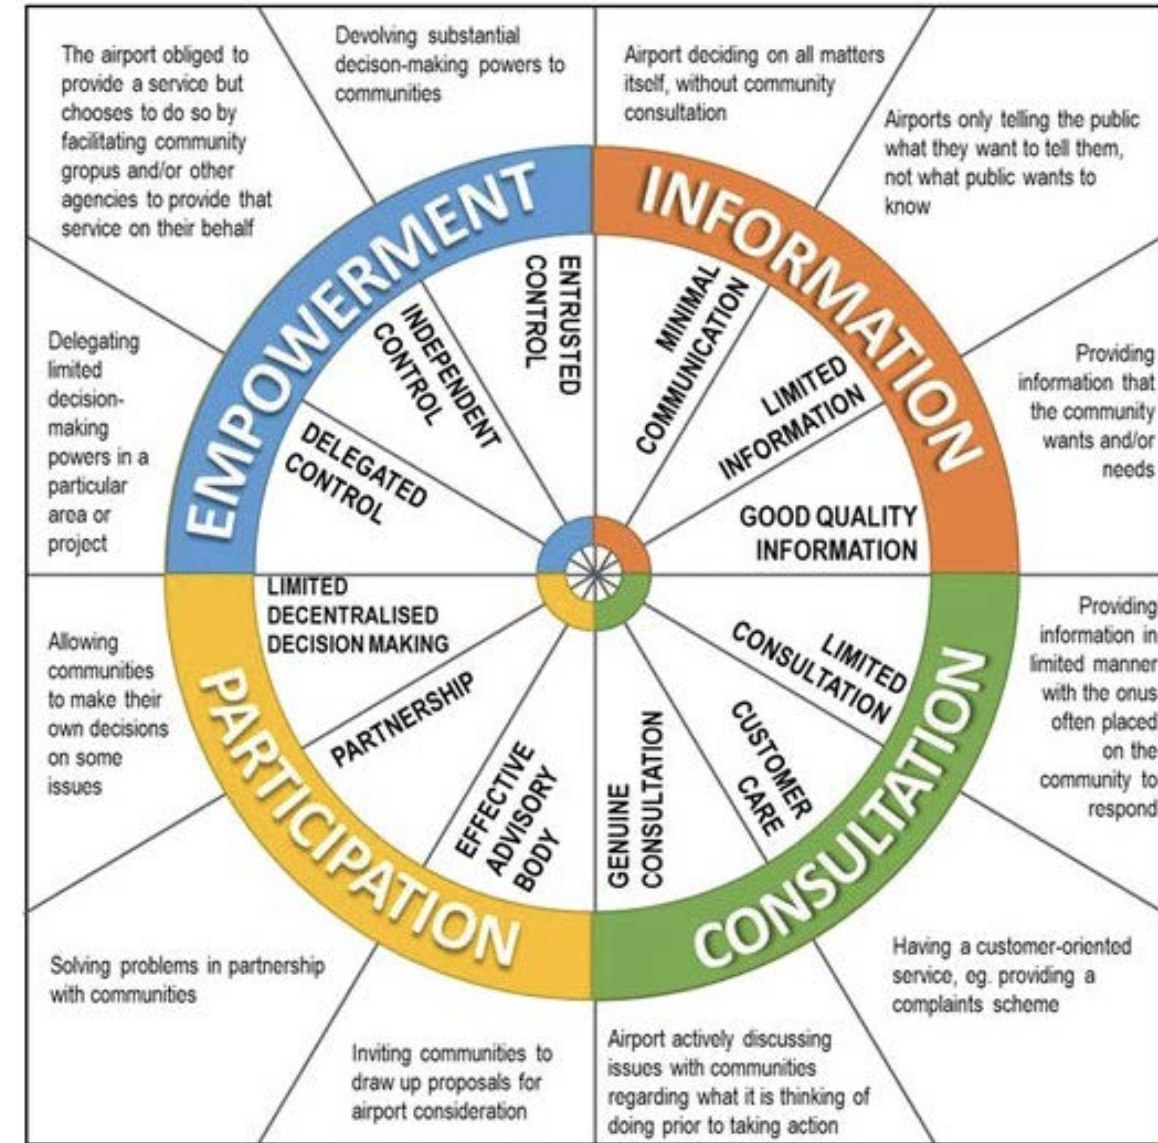 The airport obliged to
provide a service but
chooses to do so by
facilitating community
gropus and/or other
agencies to provide that
service on their behalf
Devolving substantial
decison-making powers to
communities
Airport deciding on all matters
itself, without community
consultation
Airports only telling the public
what they want to tell them,
not what public wants to
know
Providing
information that
the community
wants and/or
needs
Providing
information in
limited manner
with the onus
often placed
on the
community to
respond
Having a customer-oriented
service, eg. providing a
complaints scheme
Airport actively discussing
issues with communities
regarding what it is thinking of
doing prior to taking action
Inviting communities to
draw up proposals for
airport consideration
Solving problems in partnership
with communities
Allowing
communities
to make their
own decisions
on some
issues
Delegating
limited
decision-
making
powers in a
particular
area or
project
EMPOWERMENT
INFORMATION
CONSULTATION
PARTICIPATION
ENTRUSTED
CONTROL
MINIMAL
COMMUNICATION
LIMITED
INFORMATION
GOOD QUALITY
INFORMATION
LIMITED
CONSULTATION
CUSTOMER
CARE
GENUINE
CONSULTATION
EFFECTIVE
ADVISORY
BODY
PARTNERSHIP
LIMITED
DECENTRALISED
DECISION MAKING
DELEGATED
CONTROL
INDEPENDENT
CONTROL